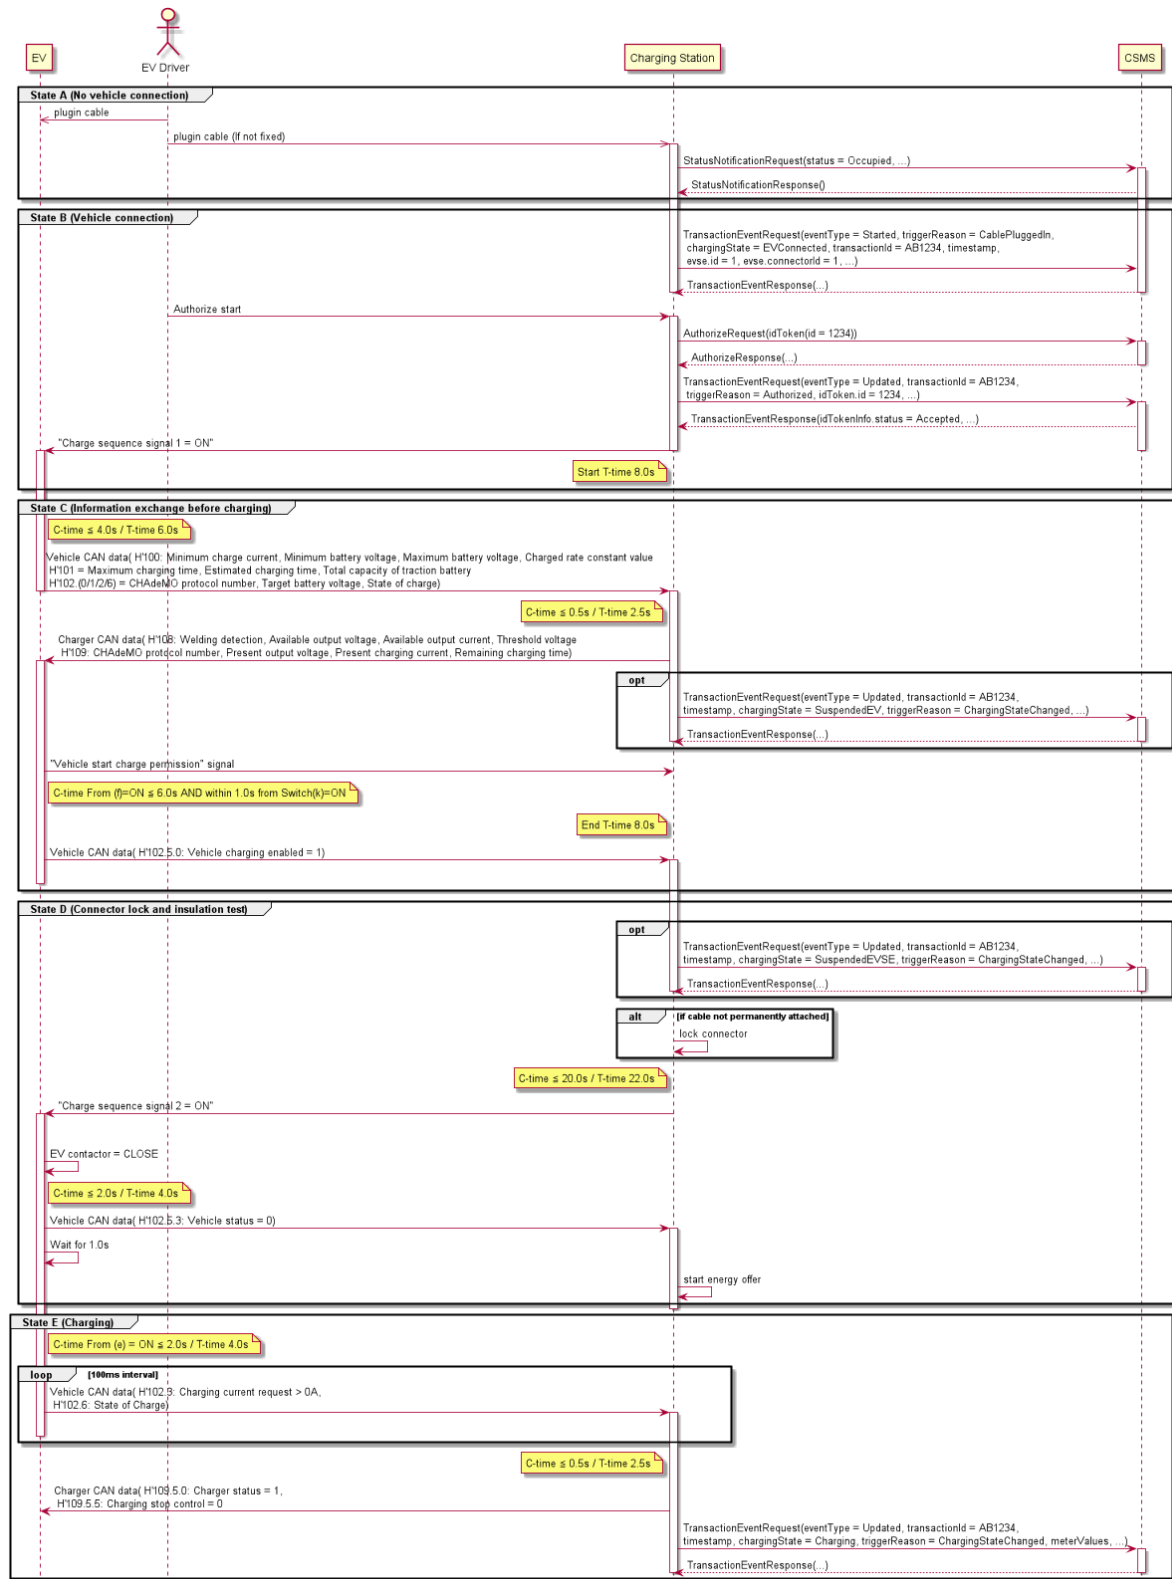 EV
EV Driver
Charging Station
CSMS
State A (No vehicle connection)
plugin cable
plugin cable (If not fixed)
StatusNotificationRequest(status = Occupied, ...)
StatusNotificationResponse()
State B (Vehicle connection)
TransactionEventRequest(eventType = Started, triggerReason = CablePluggedIn,
chargingState = EVConnected, transactionId = AB1234, timestamp,
evse.id = 1, evse.connectorId = 1, ...)
TransactionEventResponse(...)
Authorize start
AuthorizeRequest(idToken(id = 1234))
AuthorizeResponse(...)
TransactionEventRequest(eventType = Updated, transactionId = AB1234,
triggerReason = Authorized, idToken.id = 1234, ...)
TransactionEventResponse(idTokenInfo.status = Accepted, ...)
"Charge sequence signal 1 = ON"
Start T-time 8.0s
State C (Information exchange before charging)
C-time ≤ 4.0s / T-time 6.0s
Vehicle CAN data( H'100: Minimum charge current, Minimum battery voltage, Maximum battery voltage, Charged rate constant value
H'101 = Maximum charging time, Estimated charging time, Total capacity of traction battery
H'102.(0/1/2/6) = CHAdeMO protocol number, Target battery voltage, State of charge)
C-time ≤ 0.5s / T-time 2.5s
Charger CAN data( H'108: Welding detection, Available output voltage, Available output current, Threshold voltage
H'109: CHAdeMO protocol number, Present output voltage, Present charging current, Remaining charging time)
opt
TransactionEventRequest(eventType = Updated, transactionId = AB1234,
timestamp, chargingState = SuspendedEV, triggerReason = ChargingStateChanged, ...)
TransactionEventResponse(...)
"Vehicle start charge permission" signal
C-time From (f)=ON ≤ 6.0s AND within 1.0s from Switch(k)=ON
End T-time 8.0s
Vehicle CAN data( H'102.5.0: Vehicle charging enabled = 1)
State D (Connector lock and insulation test)
opt
TransactionEventRequest(eventType = Updated, transactionId = AB1234,
timestamp, chargingState = SuspendedEVSE, triggerReason = ChargingStateChanged, ...)
TransactionEventResponse(...)
alt [if cable not permanently attached]
lock connector
C-time ≤ 20.0s / T-time 22.0s
"Charge sequence signal 2 = ON"
EV contactor = CLOSE
C-time ≤ 2.0s / T-time 4.0s
Vehicle CAN data( H'102.5.3: Vehicle status = 0)
Wait for 1.0s
start energy offer
State E (Charging)
C-time From (e) = ON ≤ 2.0s / T-time 4.0s
loop [100ms interval]
Vehicle CAN data( H'102.3: Charging current request > 0A,
H'102.6: State of Charge)
C-time ≤ 0.5s / T-time 2.5s
Charger CAN data( H'109.5.0: Charger status = 1,
H'109.5.5: Charging stop control = 0
TransactionEventRequest(eventType = Updated, transactionId = AB1234,
timestamp, chargingState = Charging, triggerReason = ChargingStateChanged, meterValues, ...)
TransactionEventResponse(...)